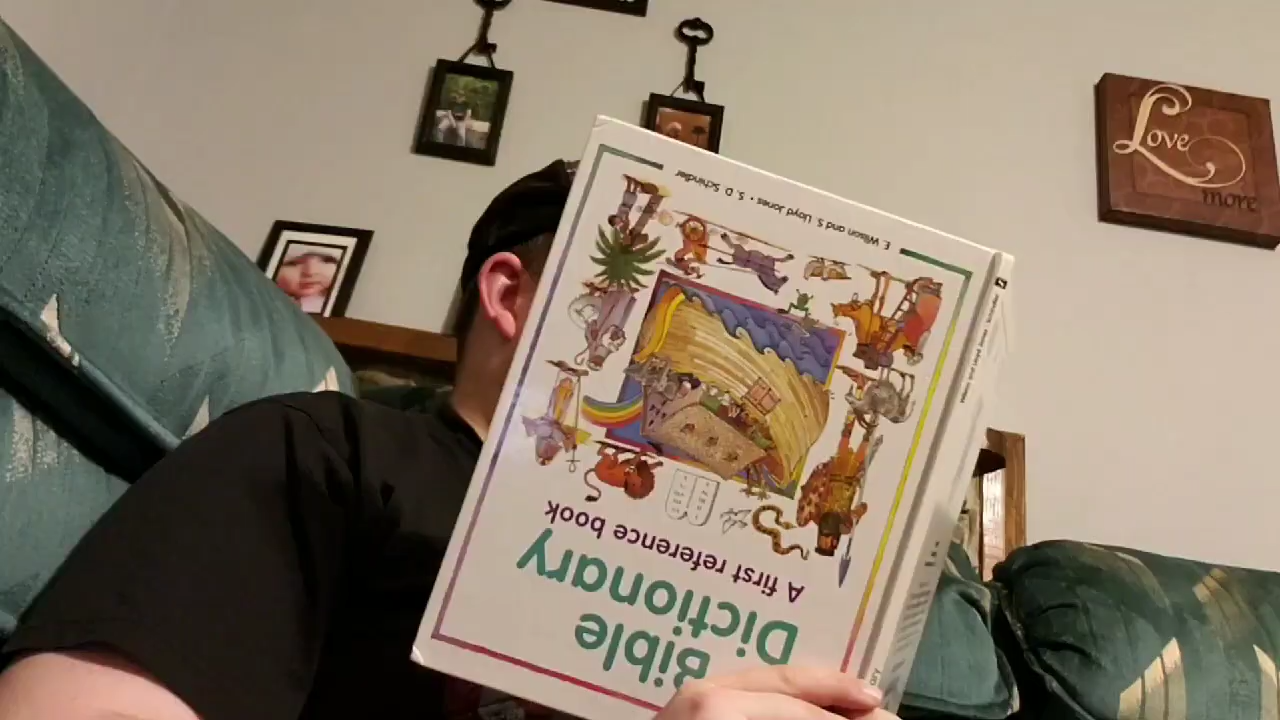 Love
more
Bible
Dictionary
A first reference book
E. Wilson and S. Lloyd Jones • S. D. Schindler